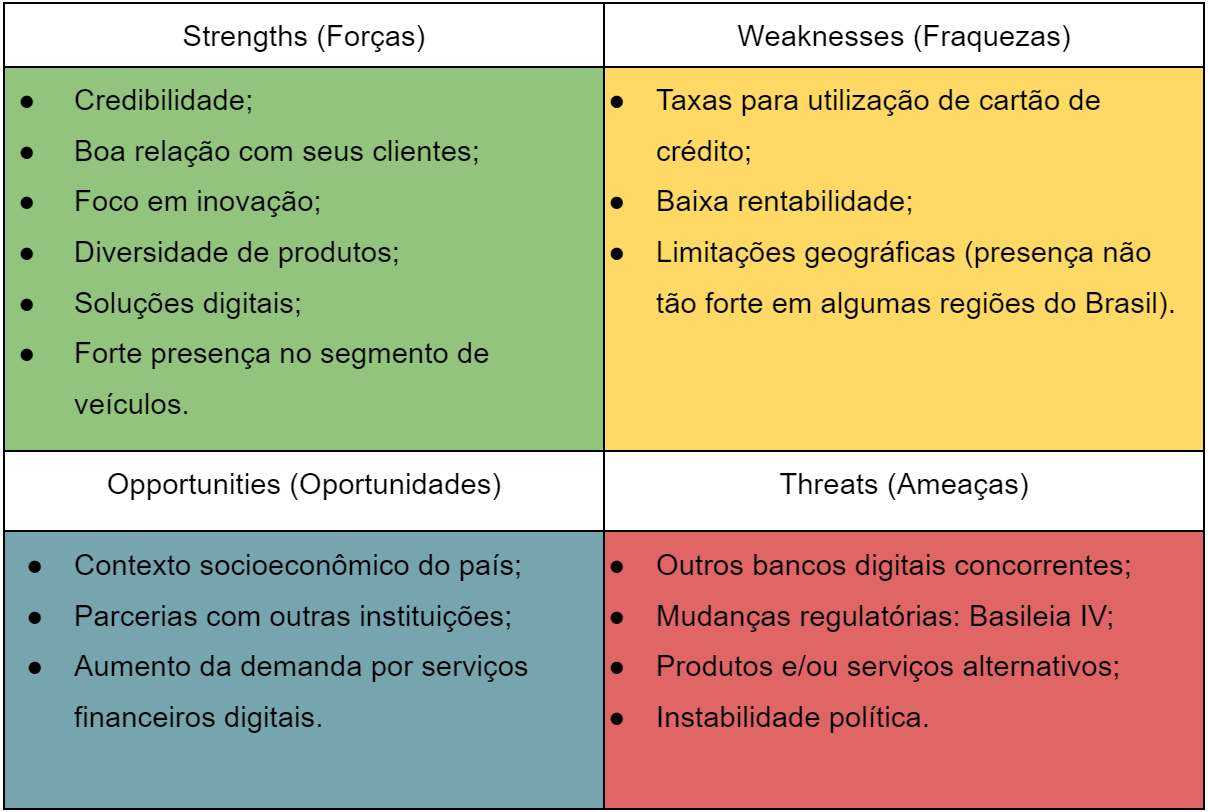 Strengths (Forças)
Weaknesses (Fraquezas)
● Credibilidade;
● Boa relação com seus clientes;
● Foco em inovação;
● Diversidade de produtos;
● Soluções digitais;
● Forte presença no segmento de
veículos.
● Taxas para utilização de cartão de
crédito;
● Baixa rentabilidade;
● Limitações geográficas (presença não
tão forte em algumas regiões do Brasil).
Opportunities (Oportunidades)
Threats (Ameaças)
● Contexto socioeconômico do país;
● Parcerias com outras instituições;
● Aumento da demanda por serviços
financeiros digitais.
● Outros bancos digitais concorrentes;
● Mudanças regulatórias: Basileia IV;
● Produtos e/ou serviços alternativos;
● Instabilidade política.